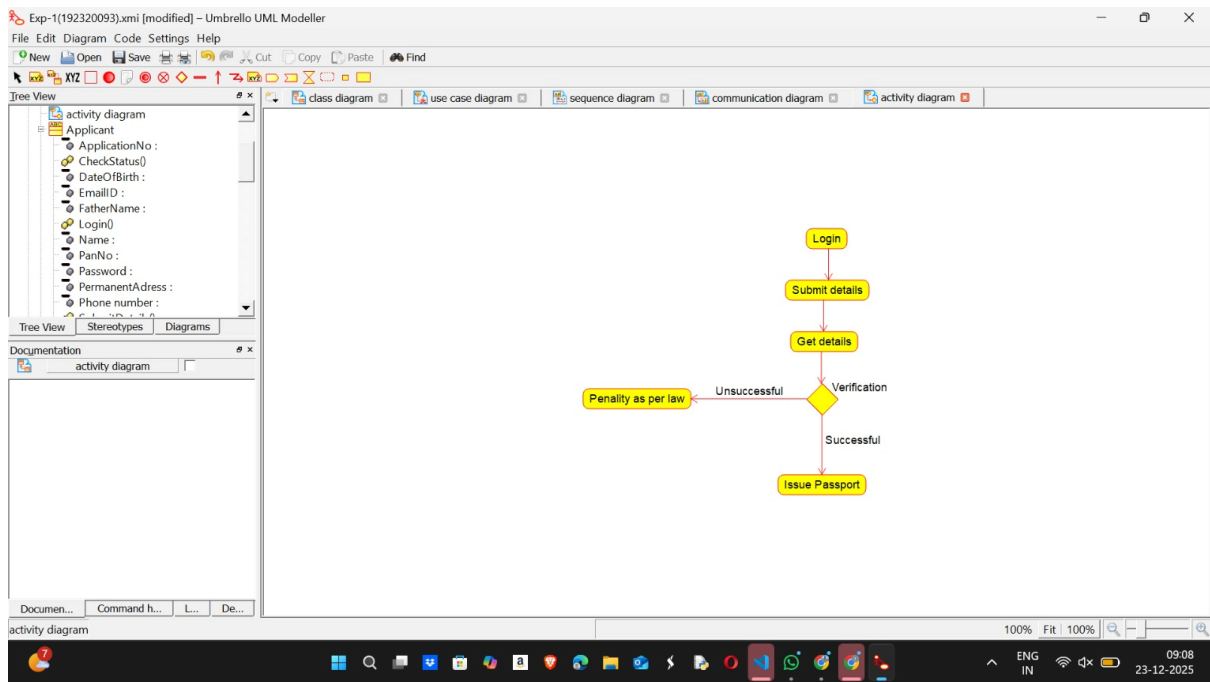 Exp-1(192320093).xmi [modified] – Umbrello UML Modeller
File Edit Diagram Code Settings Help
New Open Save Cut Copy Paste Find
XYZ
Tree View
class diagram use case diagram sequence diagram communication diagram activity diagram
activity diagram
Applicant
ApplicationNo :
CheckStatus()
DateOfBirth :
EmailID :
FatherName :
Login()
Name :
PanNo :
Password :
PermanentAdress :
Phone number :
Tree View Stereotypes Diagrams
Documentation
activity diagram
Login
Submit details
Get details
Verification
Unsuccessful
Penality as per law
Successful
Issue Passport
Documen... Command h... L... De...
activity diagram
100% Fit 100%
7
ENG
IN
09:08
23-12-2025